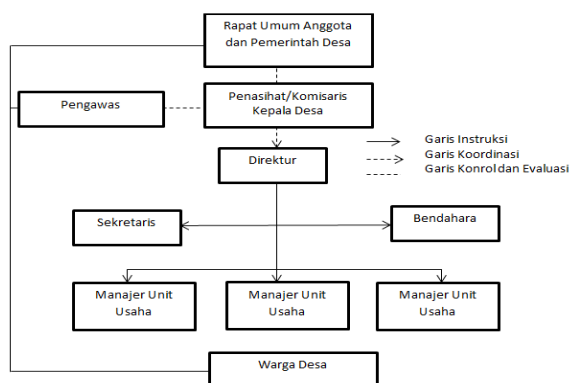 Rapat Umum Anggota
dan Pemerintah Desa
Pengawas
Penasihat/Komisaris
Kepala Desa
Garis Instruksi
Garis Koordinasi
Garis Konrol dan Evaluasi
Direktur
Sekretaris
Bendahara
Manajer Unit
Usaha
Manajer Unit
Usaha
Manajer Unit
Usaha
Warga Desa